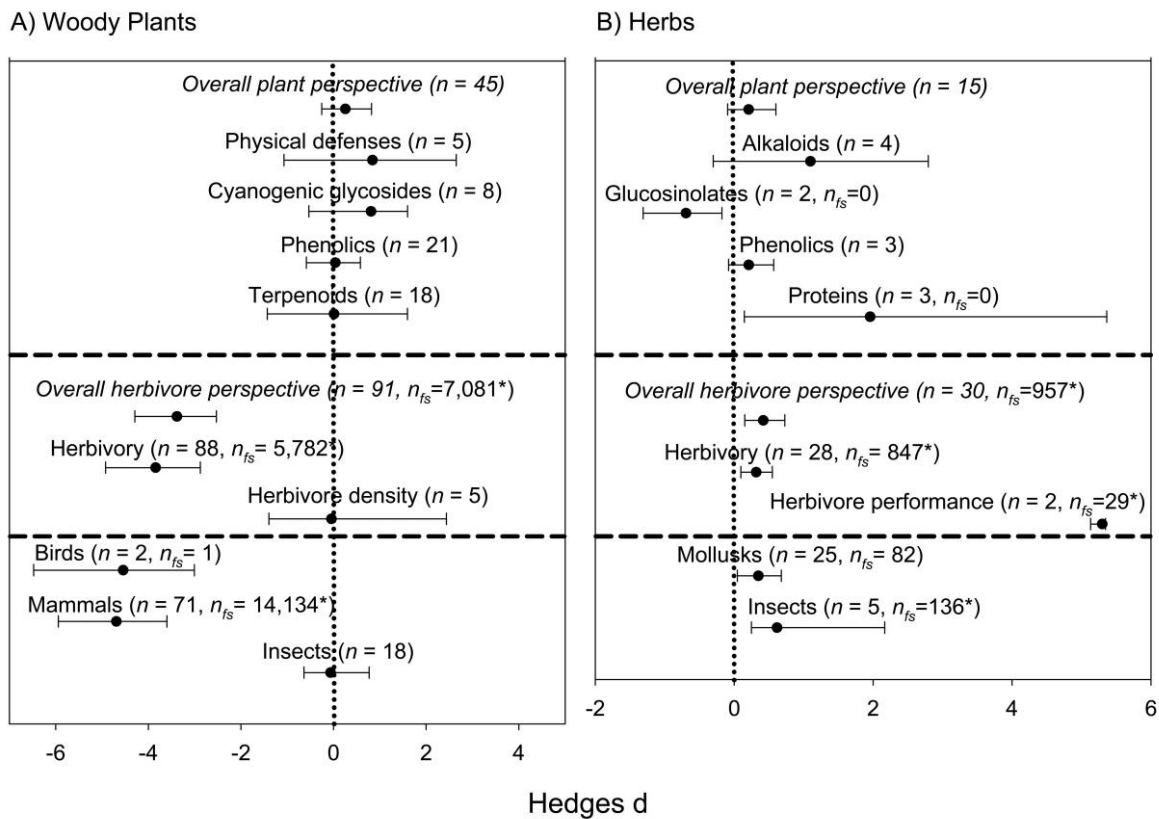 A) Woody Plants
Overall plant perspective (n = 45)
Physical defenses (n = 5)
Cyanogenic glycosides (n = 8)
Phenolics (n = 21)
Terpenoids (n = 18)
Overall herbivore perspective (n = 91, nfs=7,081*)
Herbivory (n = 88, nfs= 5,782*)
Herbivore density (n = 5)
Birds (n = 2, nfs= 1)
Mammals (n = 71, nfs= 14,134*)
Insects (n = 18)
-6 -4 -2 0 2 4
B) Herbs
Overall plant perspective (n = 15)
Alkaloids (n = 4)
Glucosinolates (n = 2, nfs=0)
Phenolics (n = 3)
Proteins (n = 3, nfs=0)
Overall herbivore perspective (n = 30, nfs=957*)
Herbivory (n = 28, nfs= 847*)
Herbivore performance (n = 2, nfs=29*)
Mollusks (n = 25, nfs= 82)
Insects (n = 5, nfs=136*)
-2 0 2 4 6
Hedges d